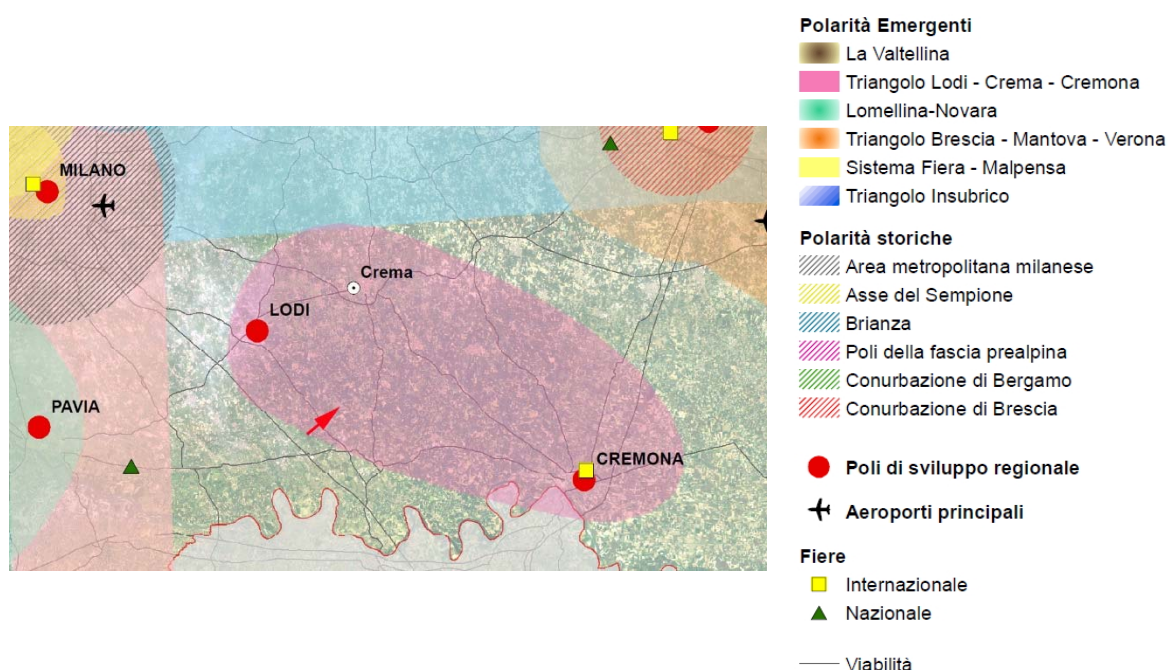 MILANO
Crema
LODI
PAVIA
CREMONA
Polarità Emergenti
La Valtellina
Triangolo Lodi - Crema - Cremona
Lomellina-Novara
Triangolo Brescia - Mantova - Verona
Sistema Fiera - Malpensa
Triangolo Insubrico
Polarità storiche
Area metropolitana milanese
Asse del Sempione
Brianza
Poli della fascia prealpina
Conurbazione di Bergamo
Conurbazione di Brescia
Poli di sviluppo regionale
Aeroporti principali
Fiere
Internazionale
Nazionale
Viabilità